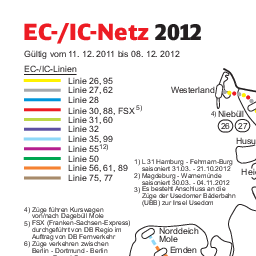 EC-/IC-Netz 2012
Gültig vom 11. 12. 2011 bis 08. 12. 2012
EC-/IC-Linien
Linie 26, 95
Linie 27, 62
Linie 28
Linie 30, 88, FSX 5)
Linie 31, 60
Linie 32
Linie 35, 99
Linie 55 12)
Linie 50
Linie 56, 61, 89
Linie 75, 77
Westerland
4) Niebüll
26 27
Husu
Hei
1) L 31 Hamburg - Fehmarn-Burg
saisoniert 31.03. - 21.10.2012
2) Magdeburg - Warnemünde
saisoniert 30.03. - 04.11.2012
3) Es besteht Anschluss an die
Züge der Usedomer Bäderbahn
(UBB) zur Insel Usedom
4) Züge führen Kurswagen
von/nach Dagebüll Mole
5) FSX (Franken-Sachsen-Express)
durchgeführt von DB Regio im
Auftrag von DB Fernverkehr
6) Züge verkehren zwischen
Berlin - Dortmund - Berlin
Norddeich
Mole
Emden